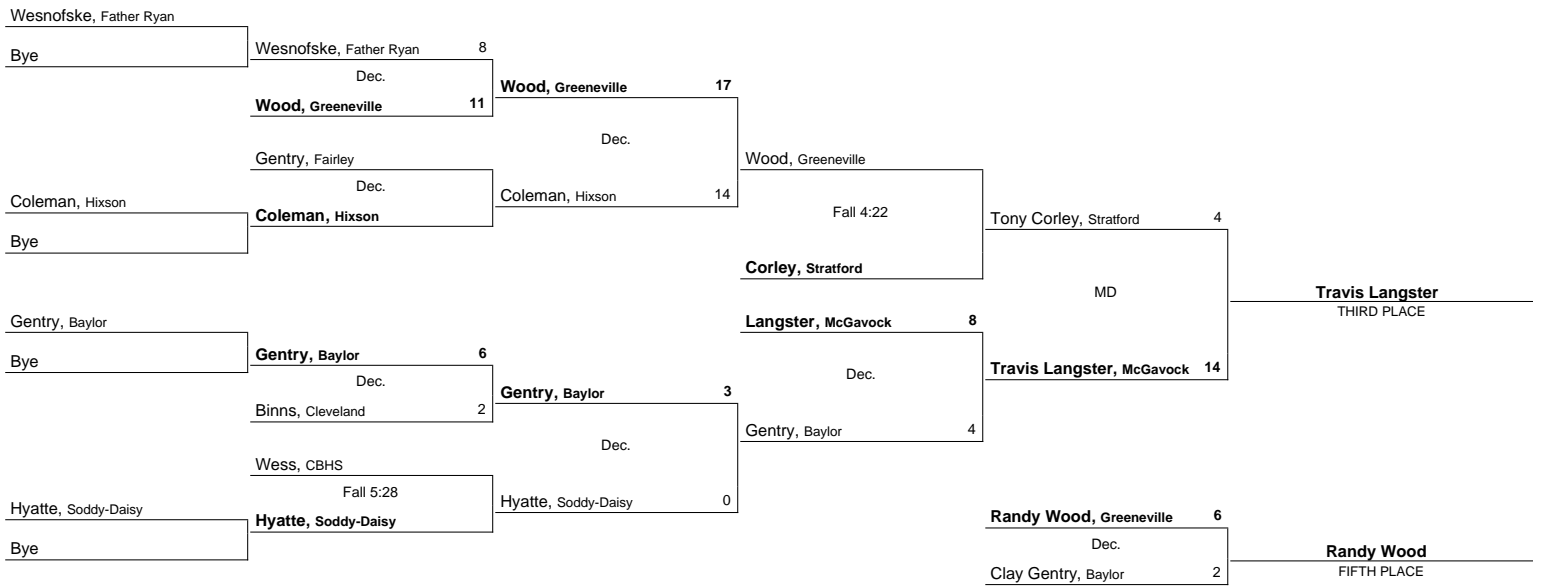 Wesnofske, Father Ryan
Bye
Wesnofske, Father Ryan 8
Dec.
Wood, Greeneville 11
Wood, Greeneville 17
Dec.
Gentry, Fairley
Dec.
Coleman, Hixson
Coleman, Hixson
Bye
Coleman, Hixson 14
Wood, Greeneville
Fall 4:22
Corley, Stratford
Tony Corley, Stratford 4
MD
Travis Langster, McGavock 14
Travis Langster
THIRD PLACE
Gentry, Baylor
Bye
Gentry, Baylor 6
Dec.
Binns, Cleveland 2
Gentry, Baylor 3
Dec.
Hyatte, Soddy-Daisy 0
Langster, McGavock 8
Dec.
Gentry, Baylor 4
Wess, CBHS
Fall 5:28
Hyatte, Soddy-Daisy
Hyatte, Soddy-Daisy
Bye
Randy Wood, Greeneville 6
Dec.
Clay Gentry, Baylor 2
Randy Wood
FIFTH PLACE